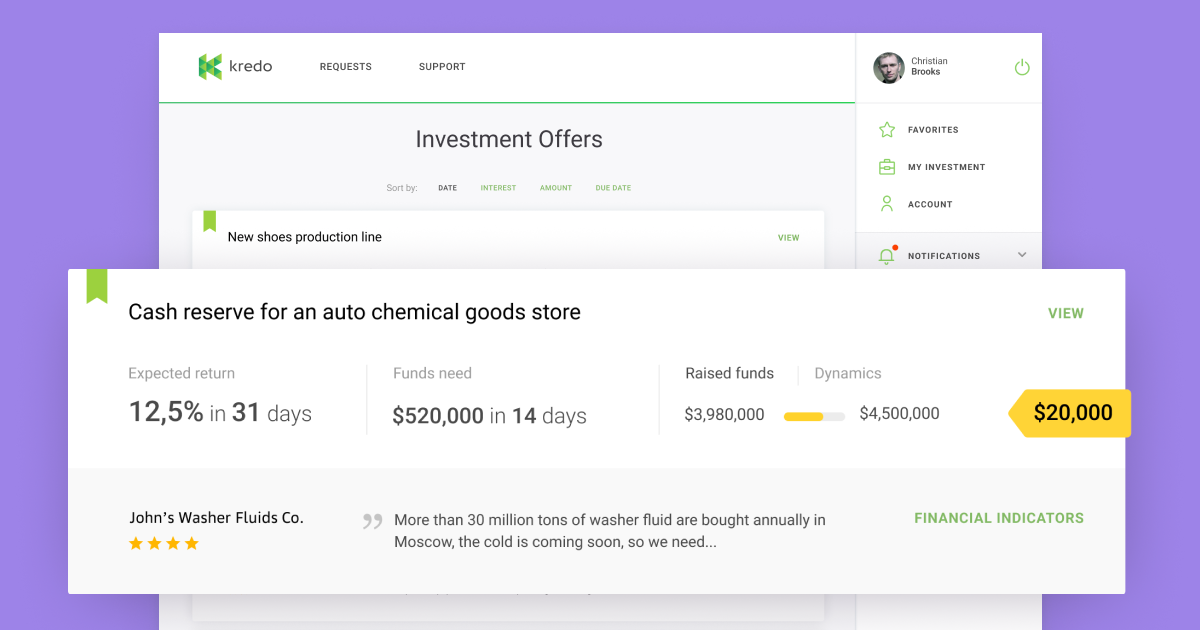 kredo
REQUESTS
SUPPORT
Christian
Brooks
FAVORITES
MY INVESTMENT
ACCOUNT
NOTIFICATIONS
Investment Offers
Sort by: DATE INTEREST AMOUNT DUE DATE
New shoes production line
VIEW
Cash reserve for an auto chemical goods store
VIEW
Expected return
12,5% in 31 days
Funds need
$520,000 in 14 days
Raised funds
Dynamics
$3,980,000
$4,500,000
$20,000
John's Washer Fluids Co.
” More than 30 million tons of washer fluid are bought annually in
Moscow, the cold is coming soon, so we need...
FINANCIAL INDICATORS